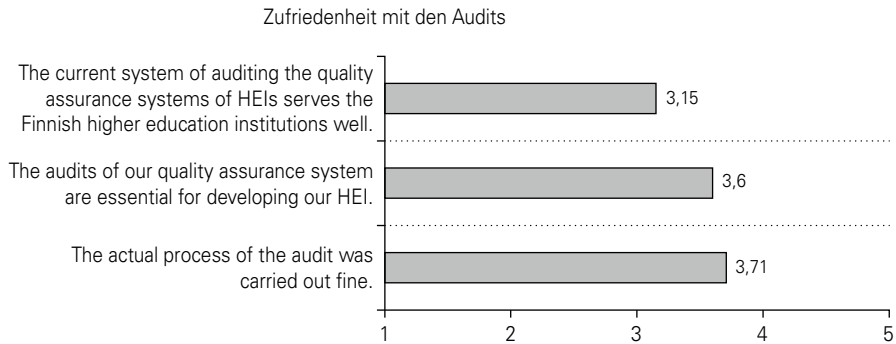 Zufriedenheit mit den Audits
The current system of auditing the quality
assurance systems of HEIs serves the
Finnish higher education institutions well.
3,15
The audits of our quality assurance system
are essential for developing our HEI.
3,6
The actual process of the audit was
carried out fine.
3,71
1 2 3 4 5